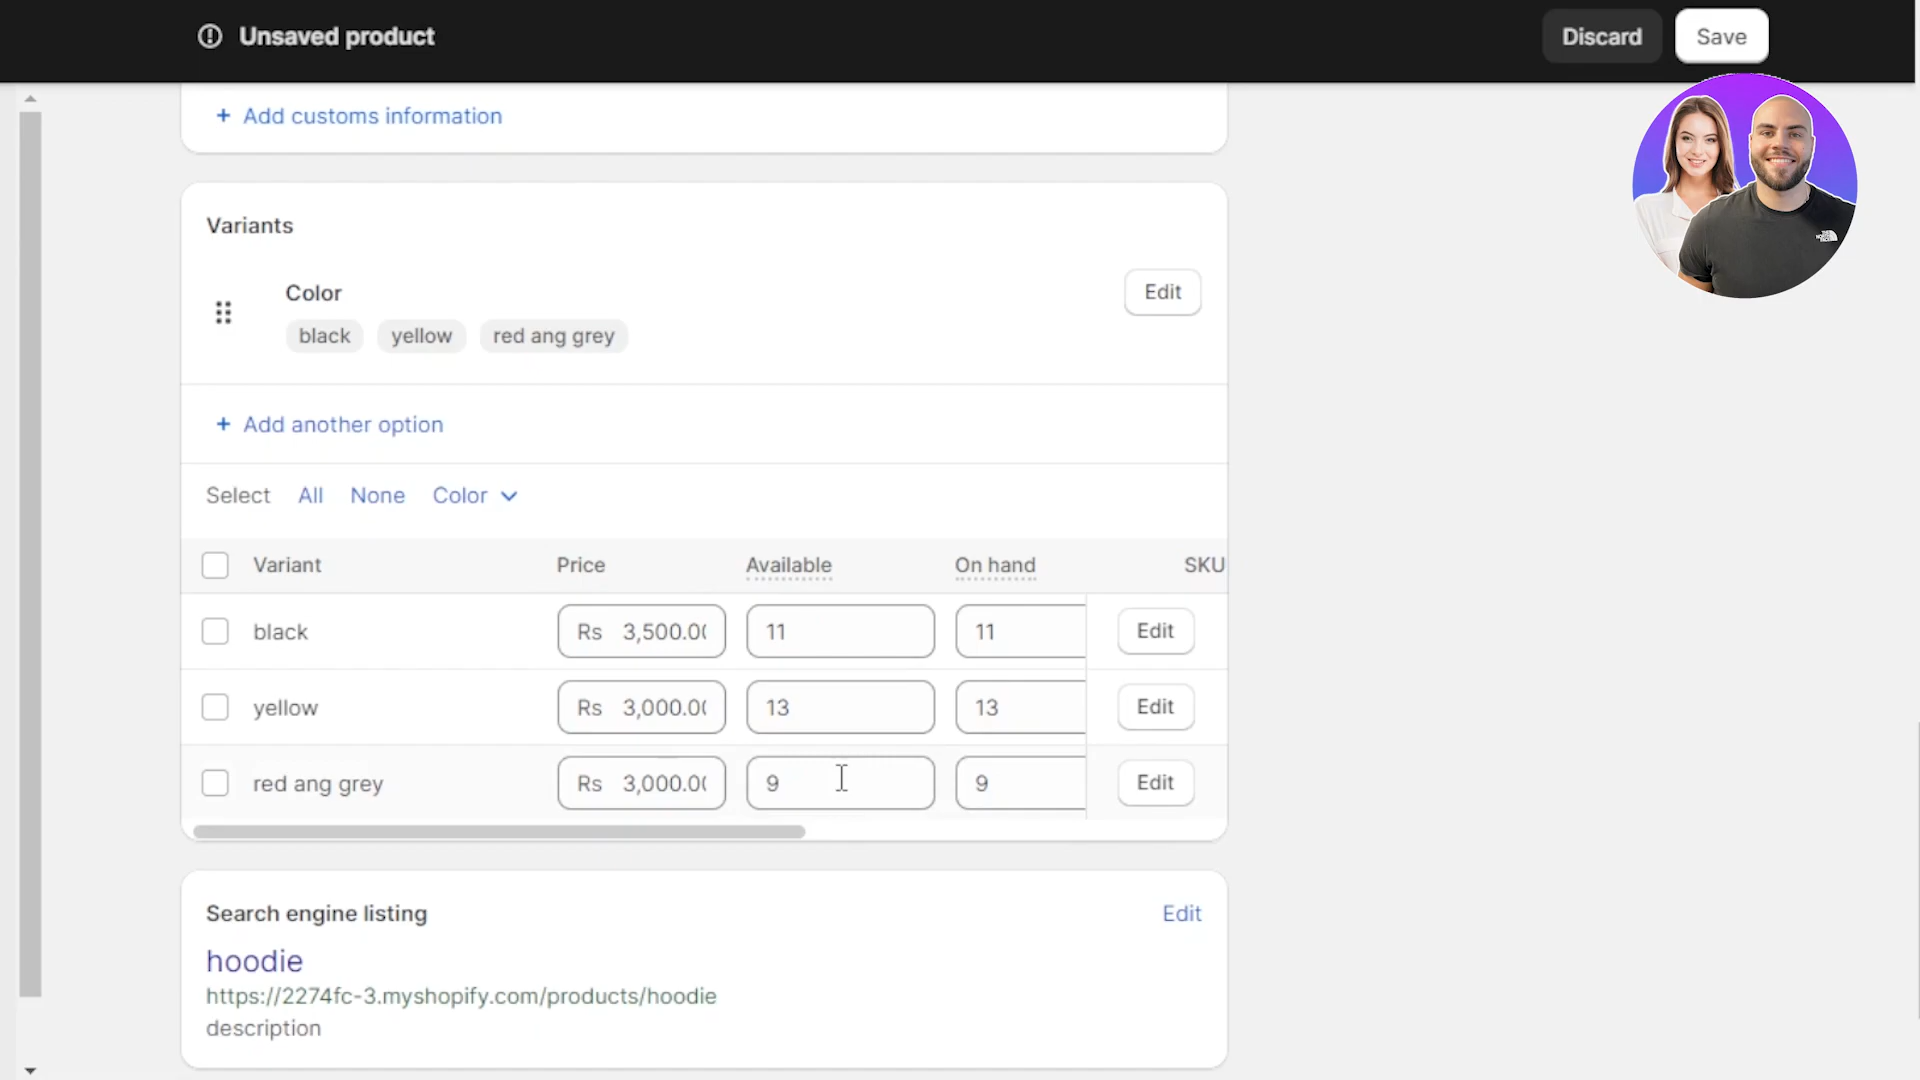 Unsaved product
Discard
Save
+ Add customs information
Variants
Color
Edit
black yellow red ang grey
+ Add another option
Select All None Color
Variant Price Available On hand SKU
black Rs 3,500.00 11 11 Edit
yellow Rs 3,000.00 13 13 Edit
red ang grey Rs 3,000.00 9 9 Edit
Search engine listing
Edit
hoodie
https://2274fc-3.myshopify.com/products/hoodie
description